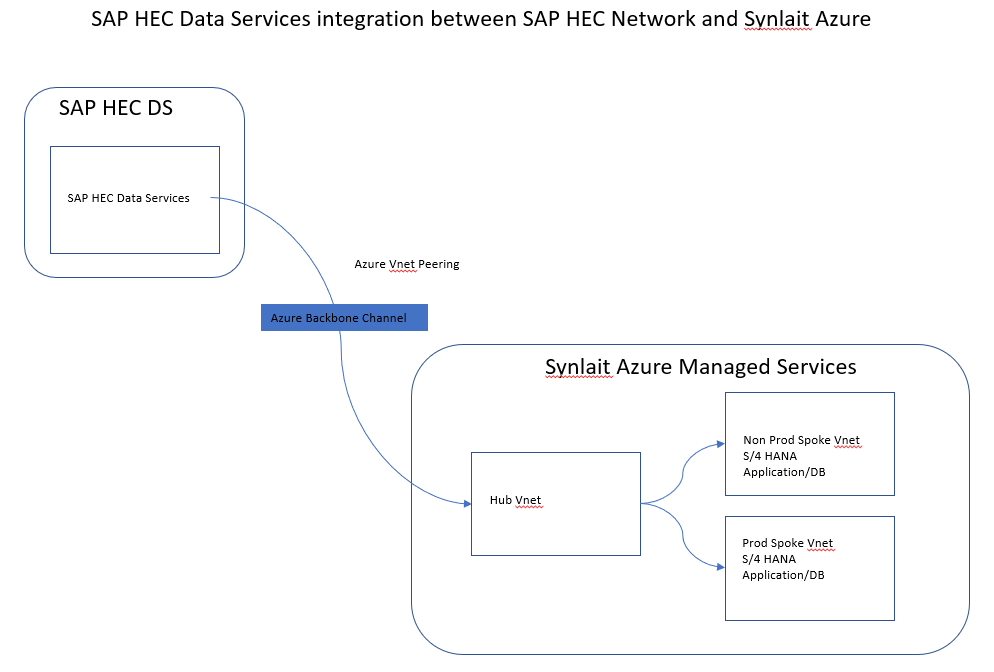 SAP HEC Data Services integration between SAP HEC Network and Synlait Azure
SAP HEC DS
SAP HEC Data Services
Azure Vnet Peering
Azure Backbone Channel
Synlait Azure Managed Services
Hub Vnet
Non Prod Spoke Vnet
S/4 HANA
Application/DB
Prod Spoke Vnet
S/4 HANA
Application/DB